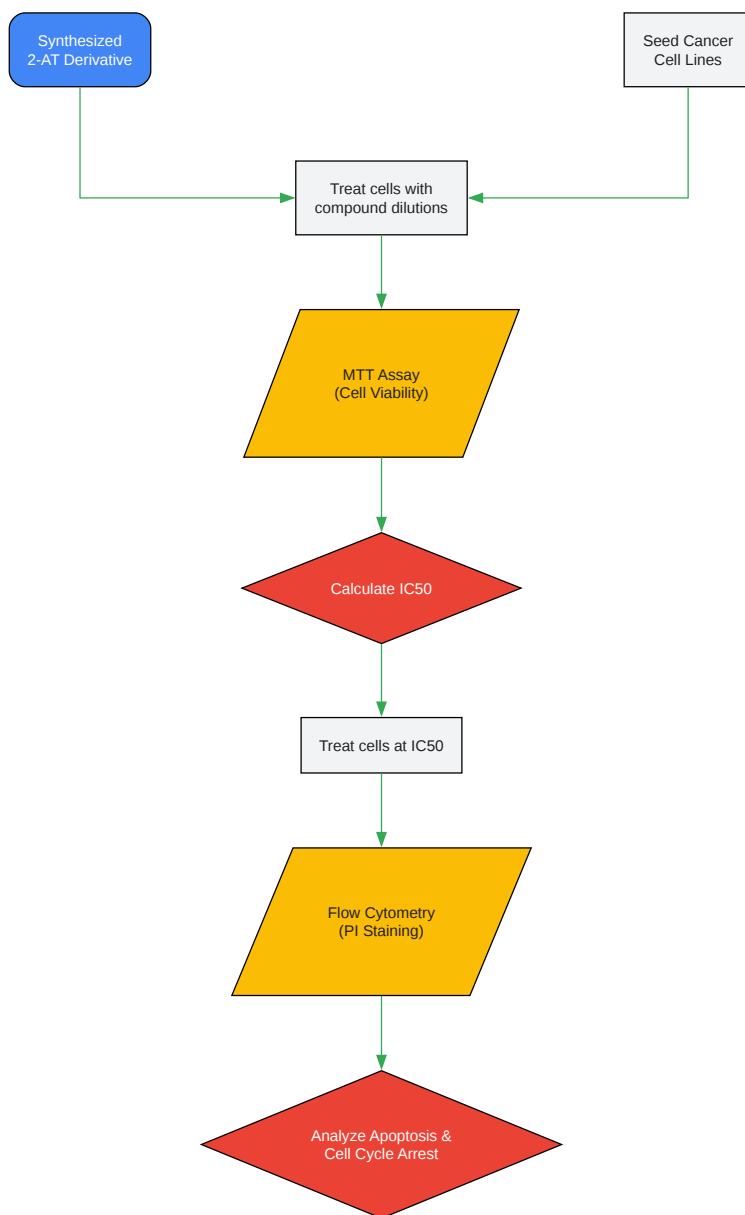 Synthesized
2-AT Derivative
Seed Cancer
Cell Lines
Treat cells with
compound dilutions
MTT Assay
(Cell Viability)
Calculate IC50
Treat cells at IC50
Flow Cytometry
(PI Staining)
Analyze Apoptosis &
Cell Cycle Arrest